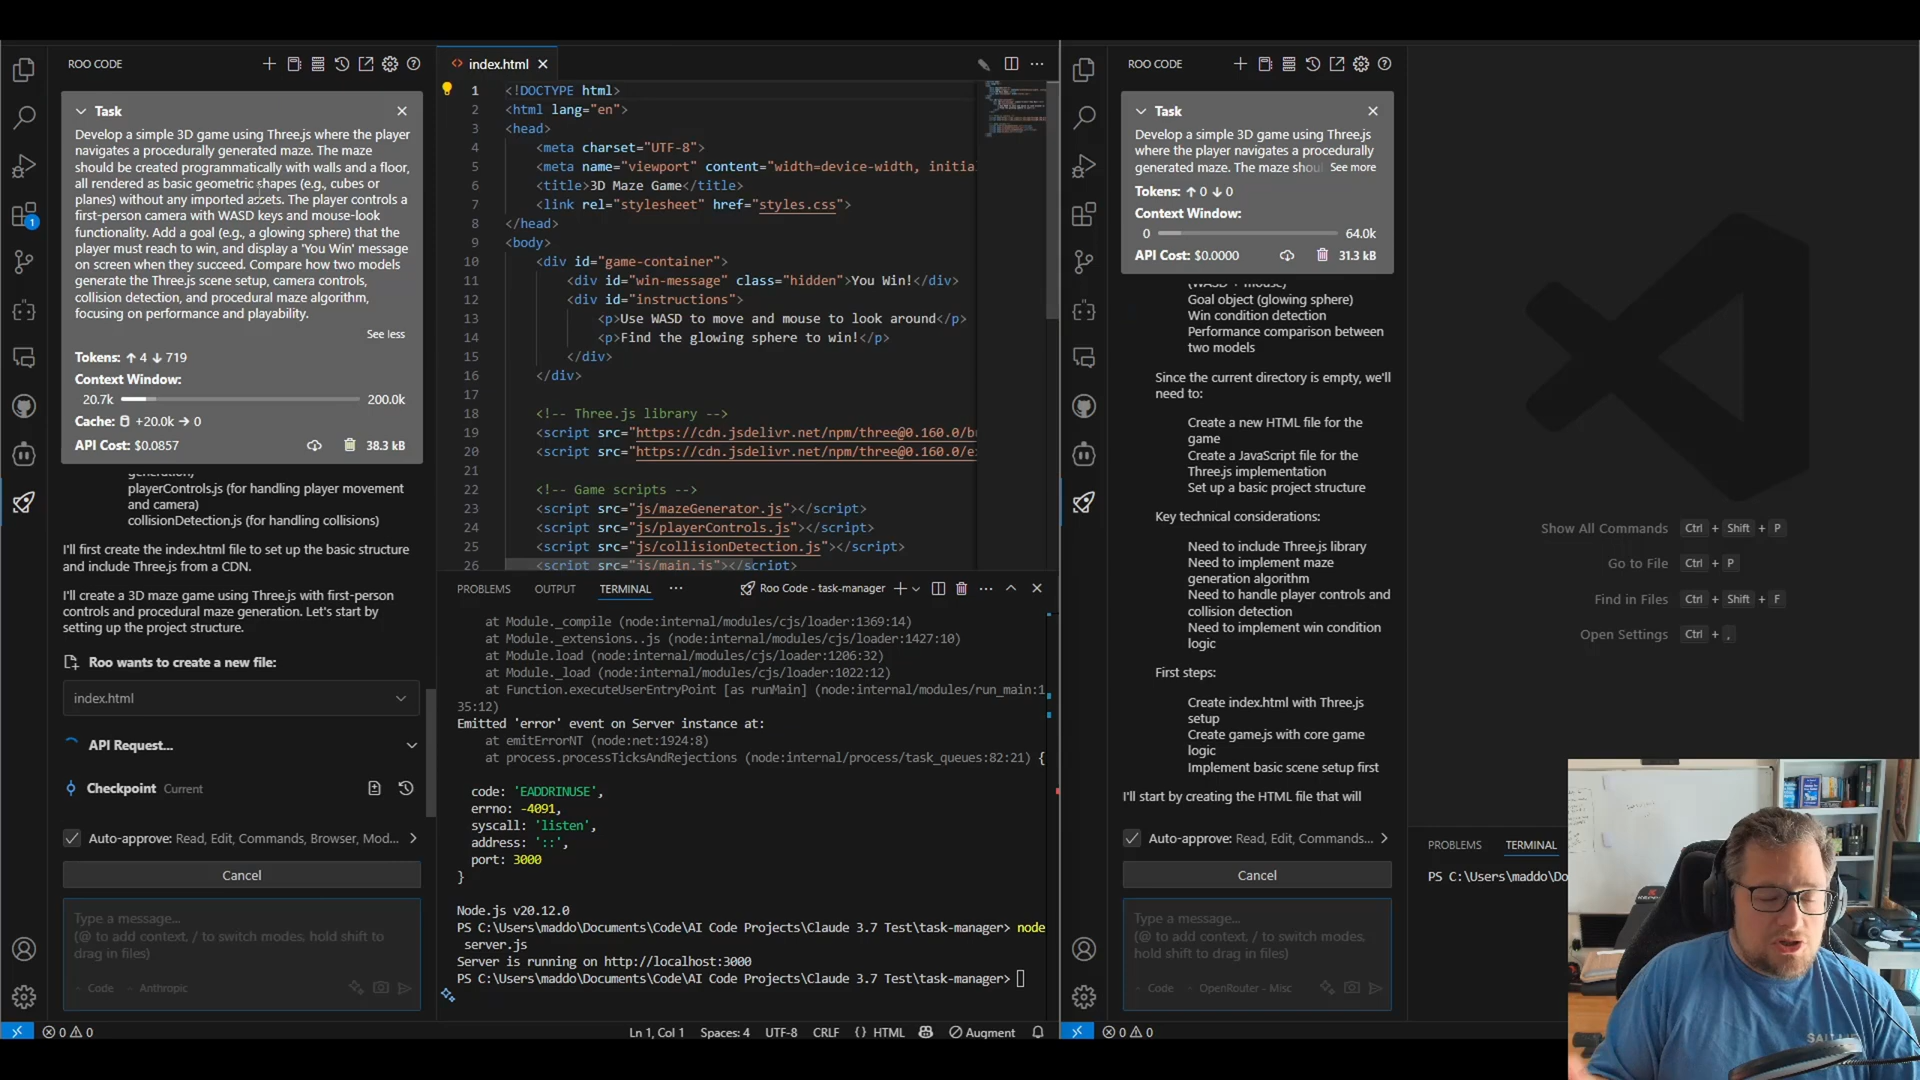 ROO CODE
Task
Develop a simple 3D game using Three.js where the player
navigates a procedurally generated maze. The maze
should be created programmatically with walls and a floor,
all rendered as basic geometric shapes (e.g., cubes or
planes) without any imported assets. The player controls a
first-person camera with WASD keys and mouse-look
functionality. Add a goal (e.g., a glowing sphere) that the
player must reach to win, and display a 'You Win' message
on screen when they succeed. Compare how two models
generate the Three.js scene setup, camera controls,
collision detection, and procedural maze algorithm,
focusing on performance and playability.
See less
Tokens: ↑ 4 ↓ 719
Context Window:
20.7k 200.0k
Cache: +20.0k → 0
API Cost: $0.0857 38.3 kB
generation)
playerControls.js (for handling player movement
and camera)
collisionDetection.js (for handling collisions)
I'll first create the index.html file to set up the basic structure
and include Three.js from a CDN.
I'll create a 3D maze game using Three.js with first-person
controls and procedural maze generation. Let's start by
setting up the project structure.
Roo wants to create a new file:
index.html
API Request...
Checkpoint Current
Auto-approve: Read, Edit, Commands, Browser, Mod...
Cancel
Type a message...
(@ to add context, / to switch modes, hold shift to
drag in files)
Code Anthropic
1
<> index.html
1 <!DOCTYPE html>
2 <html lang="en">
3 <head>
4 <meta charset="UTF-8">
5 <meta name="viewport" content="width=device-width, initia
6 <title>3D Maze Game</title>
7 <link rel="stylesheet" href="styles.css">
8 </head>
9 <body>
10 <div id="game-container">
11 <div id="win-message" class="hidden">You Win!</div>
12 <div id="instructions">
13 <p>Use WASD to move and mouse to look around</p>
14 <p>Find the glowing sphere to win!</p>
15 </div>
16 </div>
17
18 <!-- Three.js library -->
19 <script src="https://cdn.jsdelivr.net/npm/three@0.160.0/b
20 <script src="https://cdn.jsdelivr.net/npm/three@0.160.0/e
21
22 <!-- Game scripts -->
23 <script src="js/mazeGenerator.js"></script>
24 <script src="js/playerControls.js"></script>
25 <script src="js/collisionDetection.js"></script>
26 <script src="js/main.js"></script>
PROBLEMS OUTPUT TERMINAL ··· Roo Code - task-manager
at Module._compile (node:internal/modules/cjs/loader:1369:14)
at Module._extensions..js (node:internal/modules/cjs/loader:1427:10)
at Module.load (node:internal/modules/cjs/loader:1206:32)
at Module._load (node:internal/modules/cjs/loader:1022:12)
at Function.executeUserEntryPoint [as runMain] (node:internal/modules/run_main:1
35:12)
Emitted 'error' event on Server instance at:
at emitErrorNT (node:net:1924:8)
at process.processTicksAndRejections (node:internal/process/task_queues:82:21) {
code: 'EADDRINUSE',
errno: -4091,
syscall: 'listen',
address: '::',
port: 3000
}
Node.js v20.12.0
PS C:\Users\maddo\Documents\Code\AI Code Projects\Claude 3.7 Test\task-manager> node
server.js
Server is running on http://localhost:3000
PS C:\Users\maddo\Documents\Code\AI Code Projects\Claude 3.7 Test\task-manager>
0 0 Ln 1, Col 1 Spaces: 4 UTF-8 CRLF {} HTML Augment
ROO CODE
Task
Develop a simple 3D game using Three.js
where the player navigates a procedurally
generated maze. The maze shou See more
Tokens: ↑ 0 ↓ 0
Context Window:
0 64.0k
API Cost: $0.0000 31.3 kB
(WASD + mouse)
Goal object (glowing sphere)
Win condition detection
Performance comparison between
two models
Since the current directory is empty, we'll
need to:
Create a new HTML file for the
game
Create a JavaScript file for the
Three.js implementation
Set up a basic project structure
Key technical considerations:
Need to include Three.js library
Need to implement maze
generation algorithm
Need to handle player controls and
collision detection
Need to implement win condition
logic
First steps:
Create index.html with Three.js
setup
Create game.js with core game
logic
Implement basic scene setup first
I'll start by creating the HTML file that will
Auto-approve: Read, Edit, Commands...
Cancel
Type a message...
(@ to add context, / to switch modes,
hold shift to drag in files)
Code OpenRouter - Misc
0 0
Show All Commands Ctrl + Shift + P
Go to File Ctrl + P
Find in Files Ctrl + Shift + F
Open Settings Ctrl + ,
PROBLEMS TERMINAL
PS C:\Users\maddo\Do